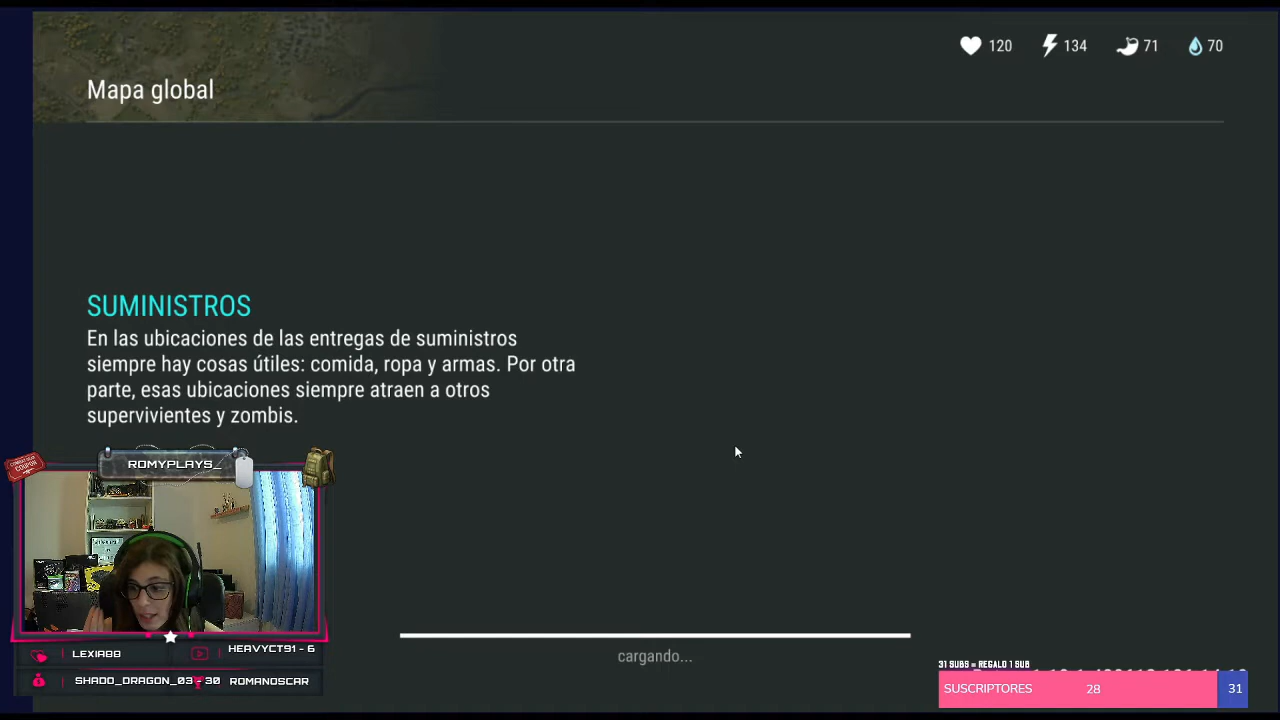 120 134 71 70
Mapa global
SUMINISTROS
En las ubicaciones de las entregas de suministros
siempre hay cosas útiles: comida, ropa y armas. Por otra
parte, esas ubicaciones siempre atraen a otros
supervivientes y zombis.
ROMYPLAYS_
cargando...
LEXIA88
HEAVYCT91 - 6
SHADO_DRAGON_03 - 30
ROMANOSCAR
31 SUBS = REGALO 1 SUB
SUSCRIPTORES 28 31